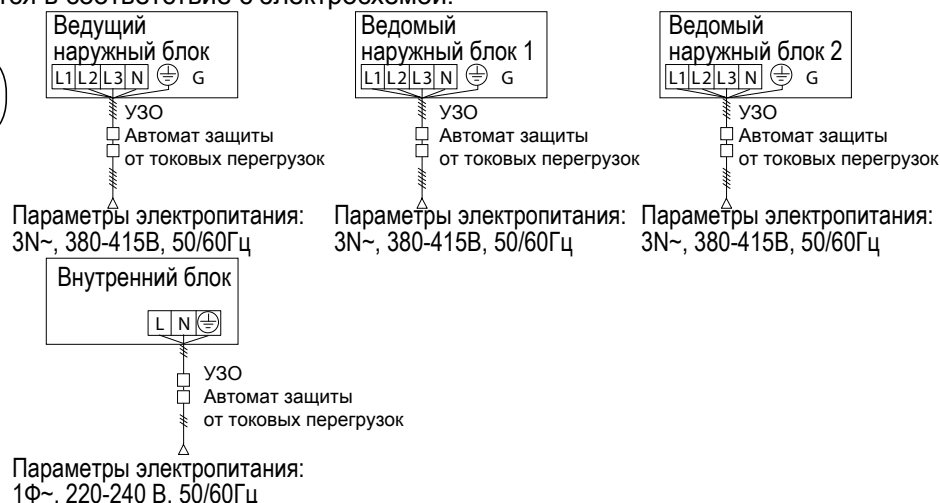 тся в соответствие с электросхемой:
Ведущий
наружный блок
L1 L2 L3 N G
УЗО
Автомат защиты
от токовых перегрузок
Параметры электропитания:
3N~, 380-415В, 50/60Гц
Ведомый
наружный блок 1
L1 L2 L3 N G
УЗО
Автомат защиты
от токовых перегрузок
Параметры электропитания:
3N~, 380-415В, 50/60Гц
Ведомый
наружный блок 2
L1 L2 L3 N G
УЗО
Автомат защиты
от токовых перегрузок
Параметры электропитания:
3N~, 380-415В, 50/60Гц
Внутренний блок
L N
УЗО
Автомат защиты
от токовых перегрузок
Параметры электропитания:
1Ф~, 220-240 В, 50/60Гц